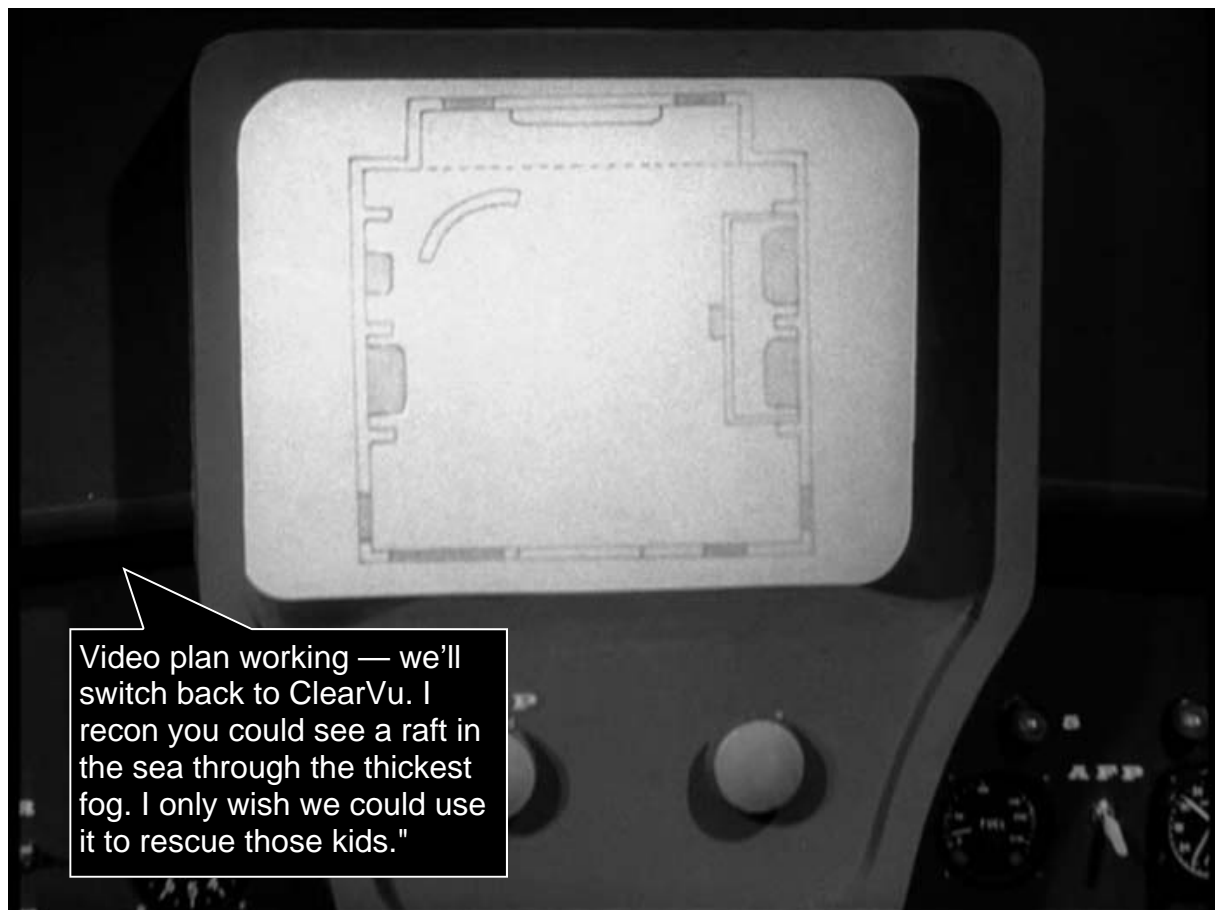 Video plan working — we’ll
switch back to ClearVu. I
recon you could see a raft in
the sea through the thickest
fog. I only wish we could use
it to rescue those kids."
P
S
APP
FUEL